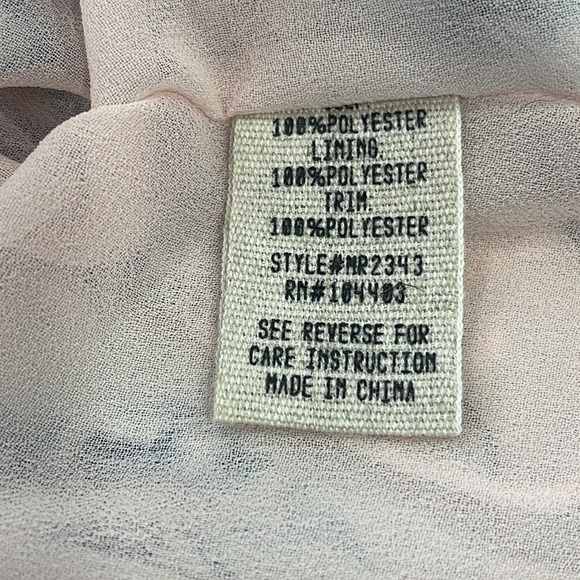 100%POLYESTER
LINING:
100%POLYESTER
TRIM:
100%POLYESTER
STYLE#MR2343
RN#104403
SEE REVERSE FOR
CARE INSTRUCTION
MADE IN CHINA